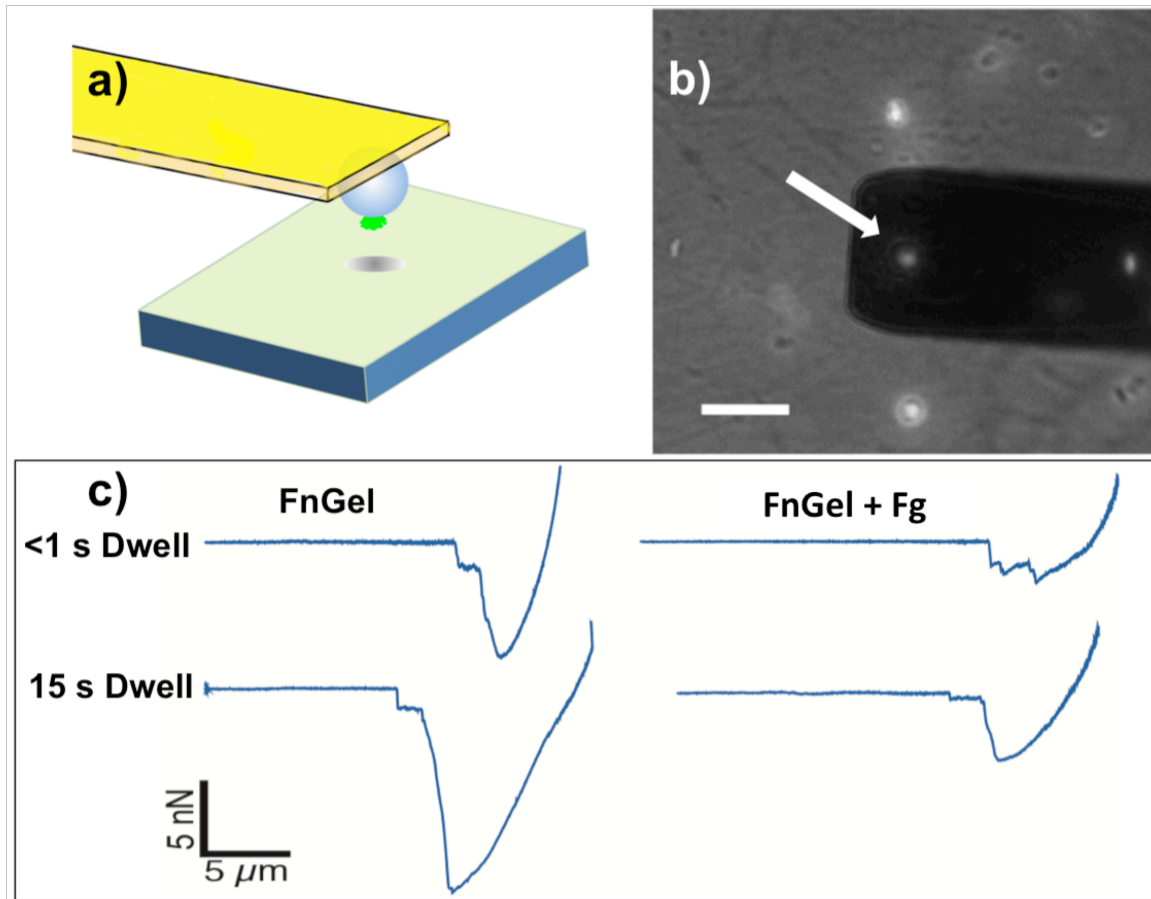 a)
b)
c)
FnGel
FnGel + Fg
<1 s Dwell
15 s Dwell
5 nN
5 μm